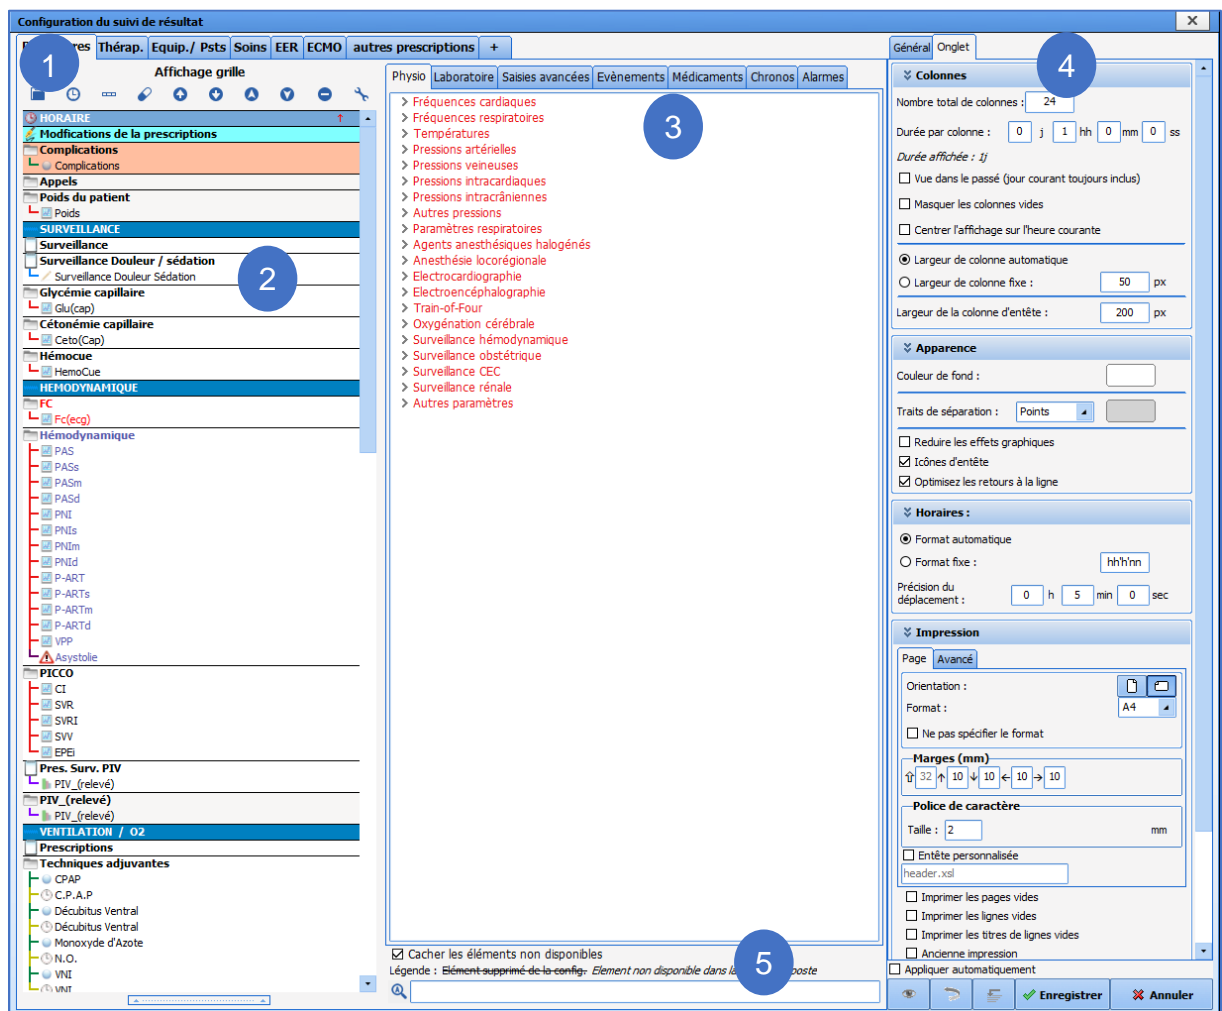 Configuration du suivi de résultat
Thérap.
Equip./ Psts
Soins
EER
ECMO
autres prescriptions
+
1
Affichage grille
HORAIRE
Modfications de la prescriptions
Complications
Complications
Appels
Poids du patient
Poids
SURVEILLANCE
Surveillance
Surveillance Douleur / sédation
Surveillance Douleur Sédation
2
Glycémie capillaire
Glu(cap)
Cétonémie capillaire
Ceto(Cap)
Hémocue
HemoCue
HEMODYNAMIQUE
FC
Fc(ecg)
Hémodynamique
PAS
PASs
PASm
PASd
PNI
PNIs
PNIm
PNId
P-ART
P-ARTs
P-ARTm
P-ARTd
VPP
Asystolie
PICCO
CI
SVR
SVRI
SVV
EPEi
Pres. Surv. PIV
PIV_(relevé)
PIV_(relevé)
PIV_(relevé)
VENTILATION / O2
Prescriptions
Techniques adjuvantes
CPAP
C.P.A.P
Décubitus Ventral
Décubitus Ventral
Monoxyde d'Azote
N.O.
VNI
VNI
Physio
Laboratoire
Saisies avancées
Evènements
Médicaments
Chronos
Alarmes
3
Fréquences cardiaques
Fréquences respiratoires
Températures
Pressions artérielles
Pressions veineuses
Pressions intracardiaques
Pressions intracrâniennes
Autres pressions
Paramètres respiratoires
Agents anesthésiques halogénés
Anesthésie locorégionale
Electrocardiographie
Electroencéphalographie
Train-of-Four
Oxygénation cérébrale
Surveillance hémodynamique
Surveillance obstétrique
Surveillance CEC
Surveillance rénale
Autres paramètres
Cacher les éléments non disponibles
Légende : Elément supprimé de la config. Element non disponible dans la poste
5
Général
Onglet
4
Colonnes
Nombre total de colonnes : 24
Durée par colonne : 0 j 1 hh 0 mm 0 ss
Durée affichée : 1j
Vue dans le passé (jour courant toujours inclus)
Masquer les colonnes vides
Centrer l'affichage sur l'heure courante
Largeur de colonne automatique
Largeur de colonne fixe : 50 px
Largeur de la colonne d'entête : 200 px
Apparence
Couleur de fond :
Traits de séparation : Points
Reduire les effets graphiques
Icônes d'entête
Optimisez les retours à la ligne
Horaires :
Format automatique
Format fixe : hh'h'nn
Précision du
déplacement : 0 h 5 min 0 sec
Impression
Page
Avancé
Orientation :
Format : A4
Ne pas spécifier le format
Marges (mm)
32 10 10 10 10
Police de caractère
Taille : 2 mm
Entête personnalisée
header.xsl
Imprimer les pages vides
Imprimer les lignes vides
Imprimer les titres de lignes vides
Ancienne impression
Appliquer automatiquement
Enregistrer
Annuler